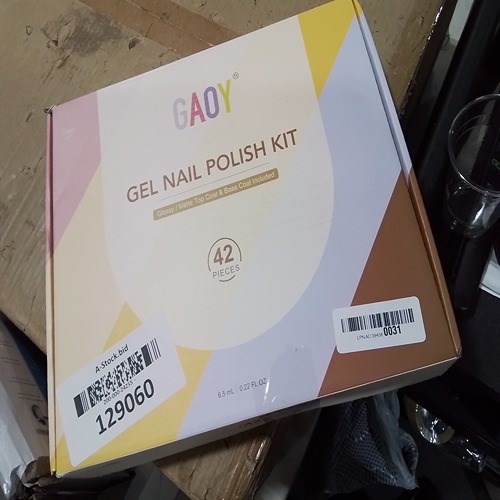 GAOY®
GEL NAIL POLISH KIT
Glossy / Matte Top Coat & Base Coat Included
42
PIECES
6.5 mL : 0.22 FL.OZ
A-Stock.bid
129060
0031